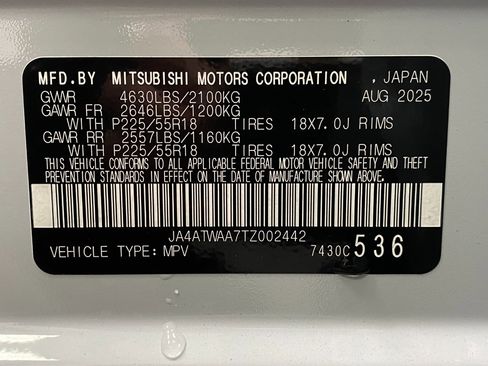 MFD.BY MITSUBISHI MOTORS CORPORATION , JAPAN
GVWR 4630LBS/2100KG AUG 2025
GAWR FR 2646LBS/1200KG
WITH P225/55R18 TIRES 18X7.0J RIMS
GAWR RR 2557LBS/1160KG
WITH P225/55R18 TIRES 18X7.0J RIMS
THIS VEHICLE CONFORMS TO ALL APPLICABLE FEDERAL MOTOR VEHICLE SAFETY AND THEFT
PREVENTION STANDARDS IN EFFECT ON THE DATE OF MANUFACTURE SHOWN ABOVE.
JA4ATWAA7TZ002442
VEHICLE TYPE: MPV 7430C 536